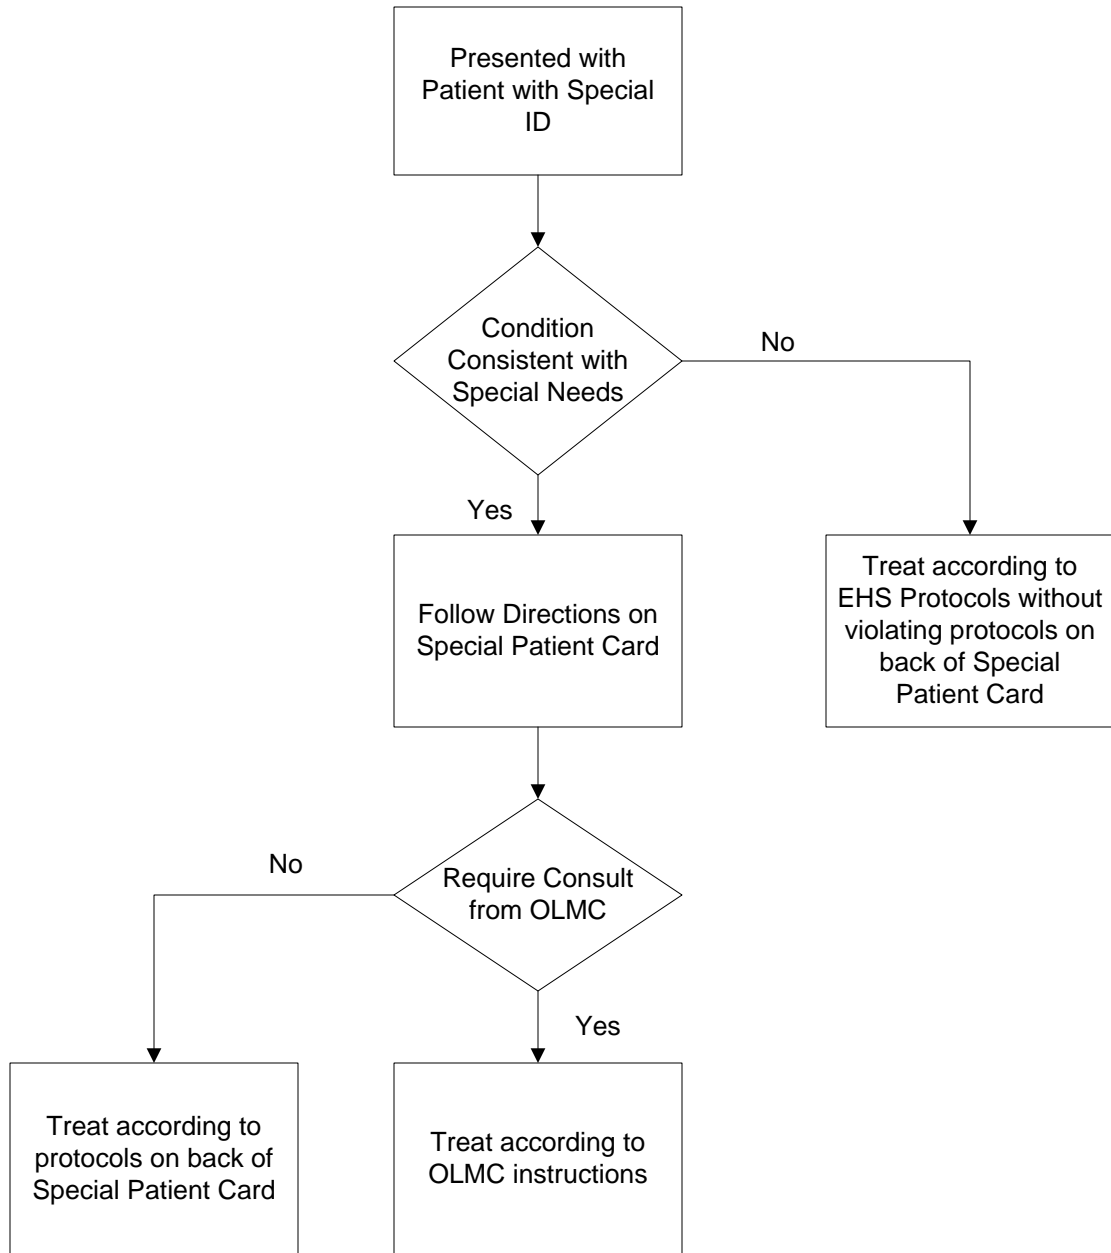 Presented with
Patient with Special
ID
Condition
Consistent with
Special Needs
No
Yes
Follow Directions on
Special Patient Card
Treat according to
EHS Protocols without
violating protocols on
back of Special
Patient Card
Require Consult
from OLMC
No
Yes
Treat according to
protocols on back of
Special Patient Card
Treat according to
OLMC instructions